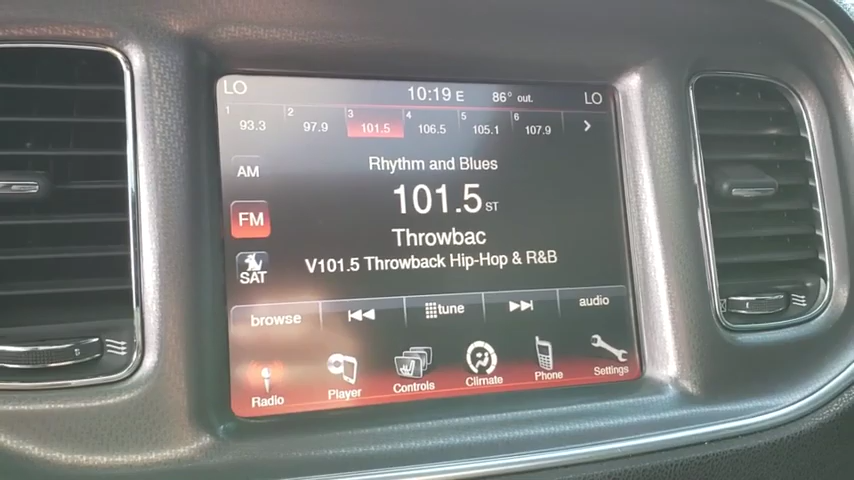 LO 10:19 E 86° out. LO
1 93.3 2 97.9 3 101.5 4 106.5 5 105.1 6 107.9
Rhythm and Blues
AM
101.5 ST
FM
Throwbac
V101.5 Throwback Hip-Hop & R&B
SAT
browse tune audio
Radio Player Controls Climate Phone Settings